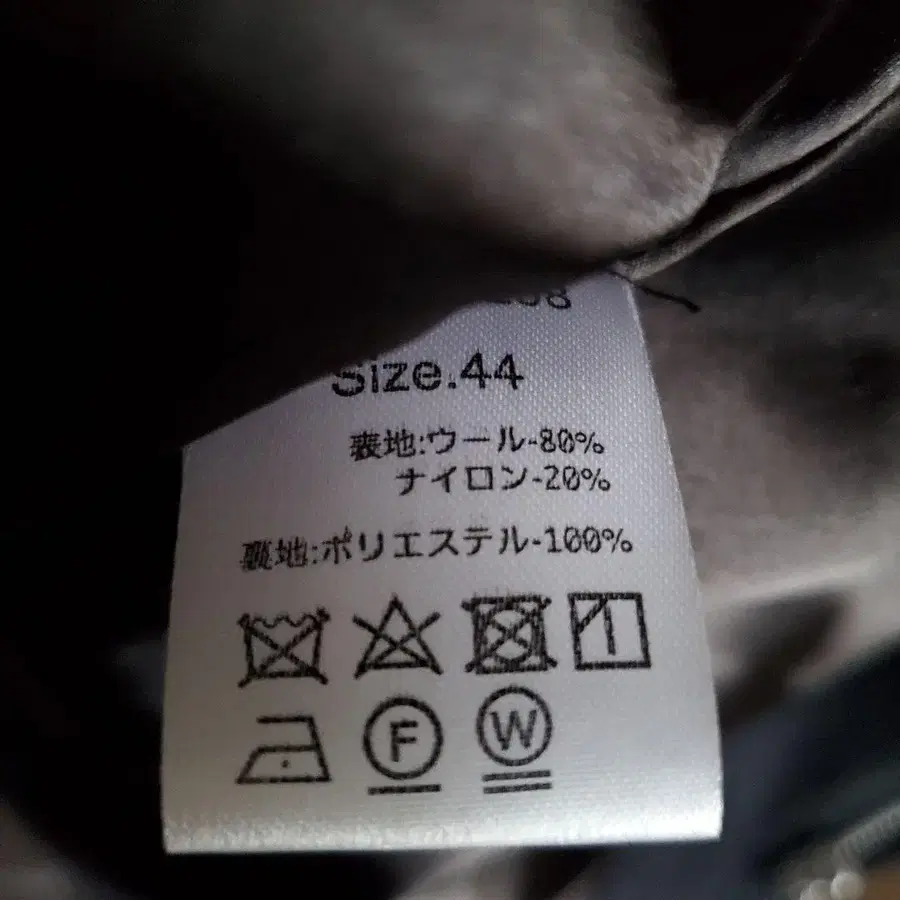 Size.44
表地:ウール-80%
ナイロン-20%
裏地:ポリエステル-100%
F W